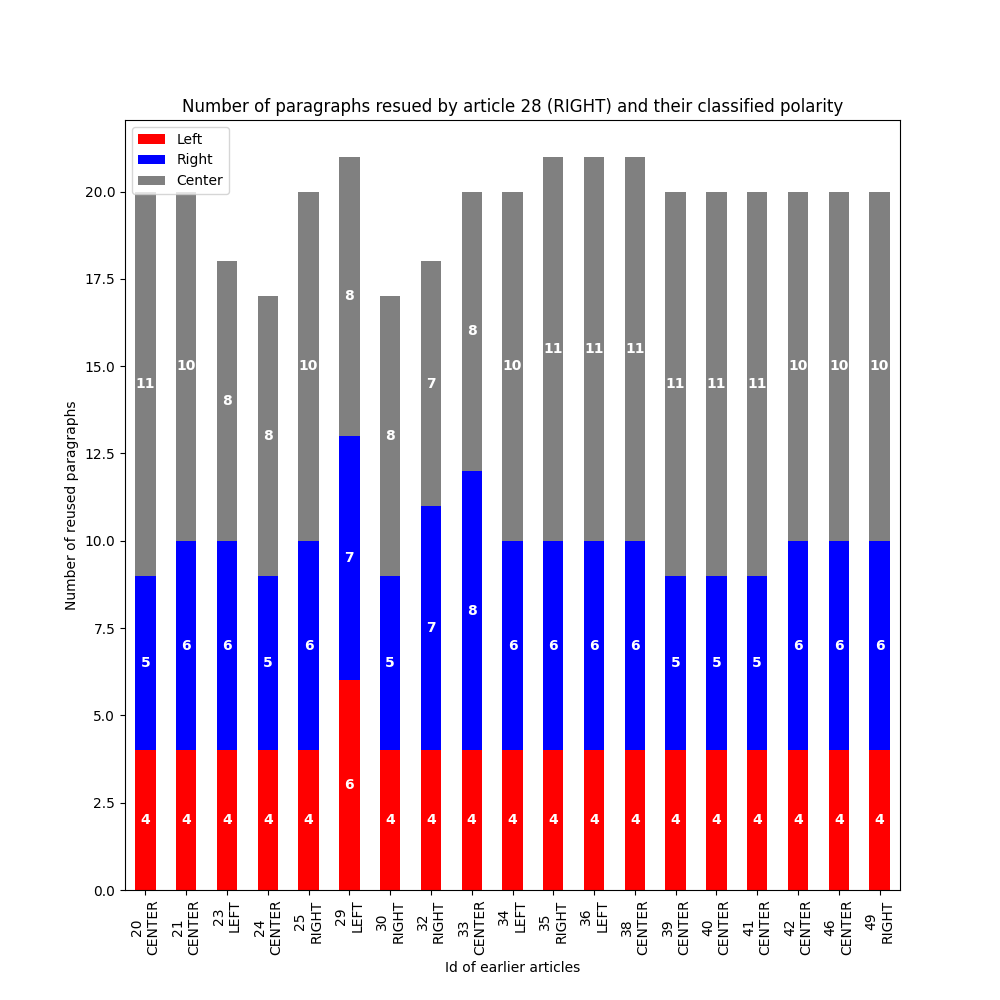 Number of paragraphs resued by article 28 (RIGHT) and their classified polarity
Left
Right
Center
20.0
17.5
15.0
12.5
10.0
7.5
5.0
2.5
0.0
Number of reused paragraphs
8
11 10 8 8 10 8 7 8 10 11 11 11 11 11 11 10 10 10
5 6 6 5 6 7 5 7 8 6 6 6 6 5 5 5 6 6 6
4 4 4 4 4 6 4 4 4 4 4 4 4 4 4 4 4 4 4
20
CENTER
21
CENTER
23
LEFT
24
CENTER
25
RIGHT
29
LEFT
30
RIGHT
32
RIGHT
33
CENTER
34
LEFT
35
RIGHT
36
LEFT
38
CENTER
39
CENTER
40
CENTER
41
CENTER
42
CENTER
46
CENTER
49
RIGHT
Id of earlier articles